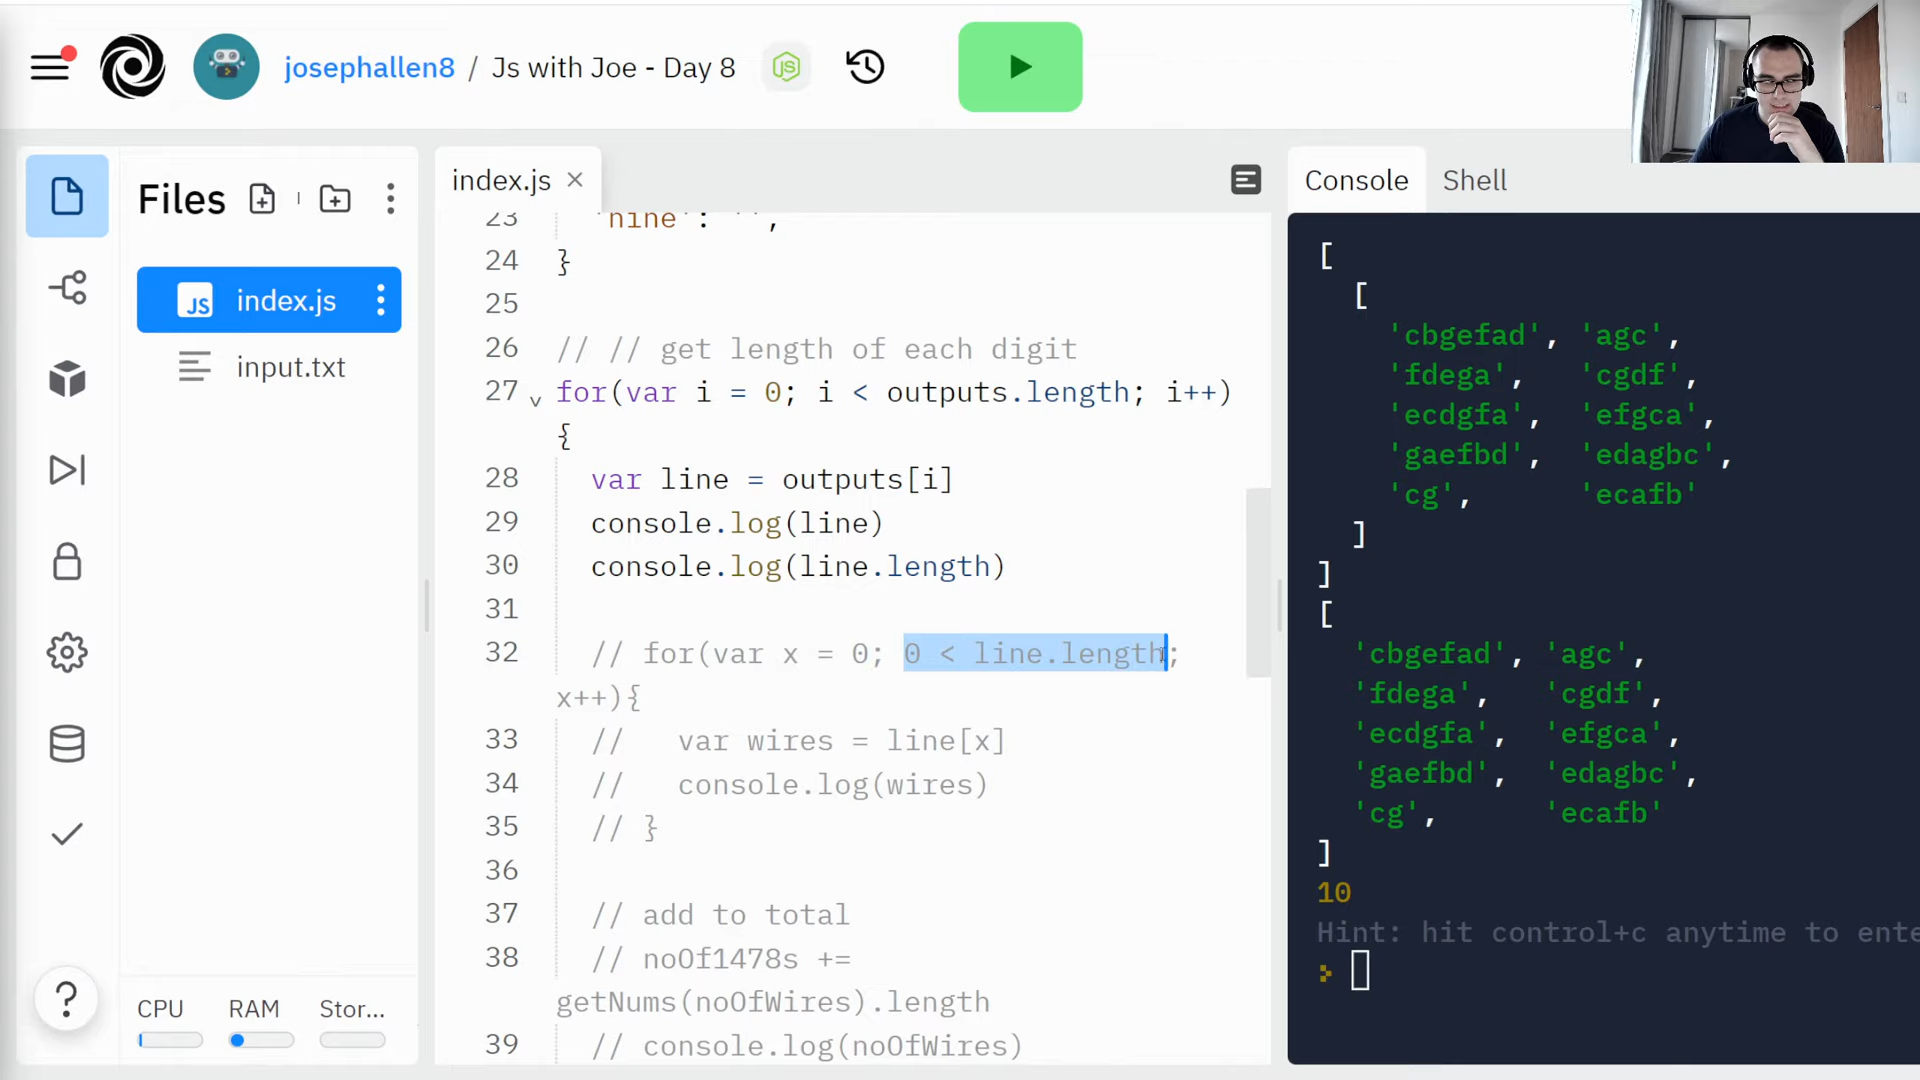 josephallen8 / Js with Joe - Day 8
Files
JS index.js
input.txt
CPU RAM Stor...
index.js ×
23 'nine': '',
24 }
25
26 // // get length of each digit
27 for(var i = 0; i < outputs.length; i++)
{
28 var line = outputs[i]
29 console.log(line)
30 console.log(line.length)
31
32 // for(var x = 0; 0 < line.length;
x++){
33 // var wires = line[x]
34 // console.log(wires)
35 // }
36
37 // add to total
38 // noOf1478s +=
getNums(noOfWires).length
39 // console.log(noOfWires)
Console Shell
[
[
'cbgefad', 'agc',
'fdega', 'cgdf',
'ecdgfa', 'efgca',
'gaefbd', 'edagbc',
'cg', 'ecafb'
]
]
[
'cbgefad', 'agc',
'fdega', 'cgdf',
'ecdgfa', 'efgca',
'gaefbd', 'edagbc',
'cg', 'ecafb'
]
10
Hint: hit control+c anytime to ente